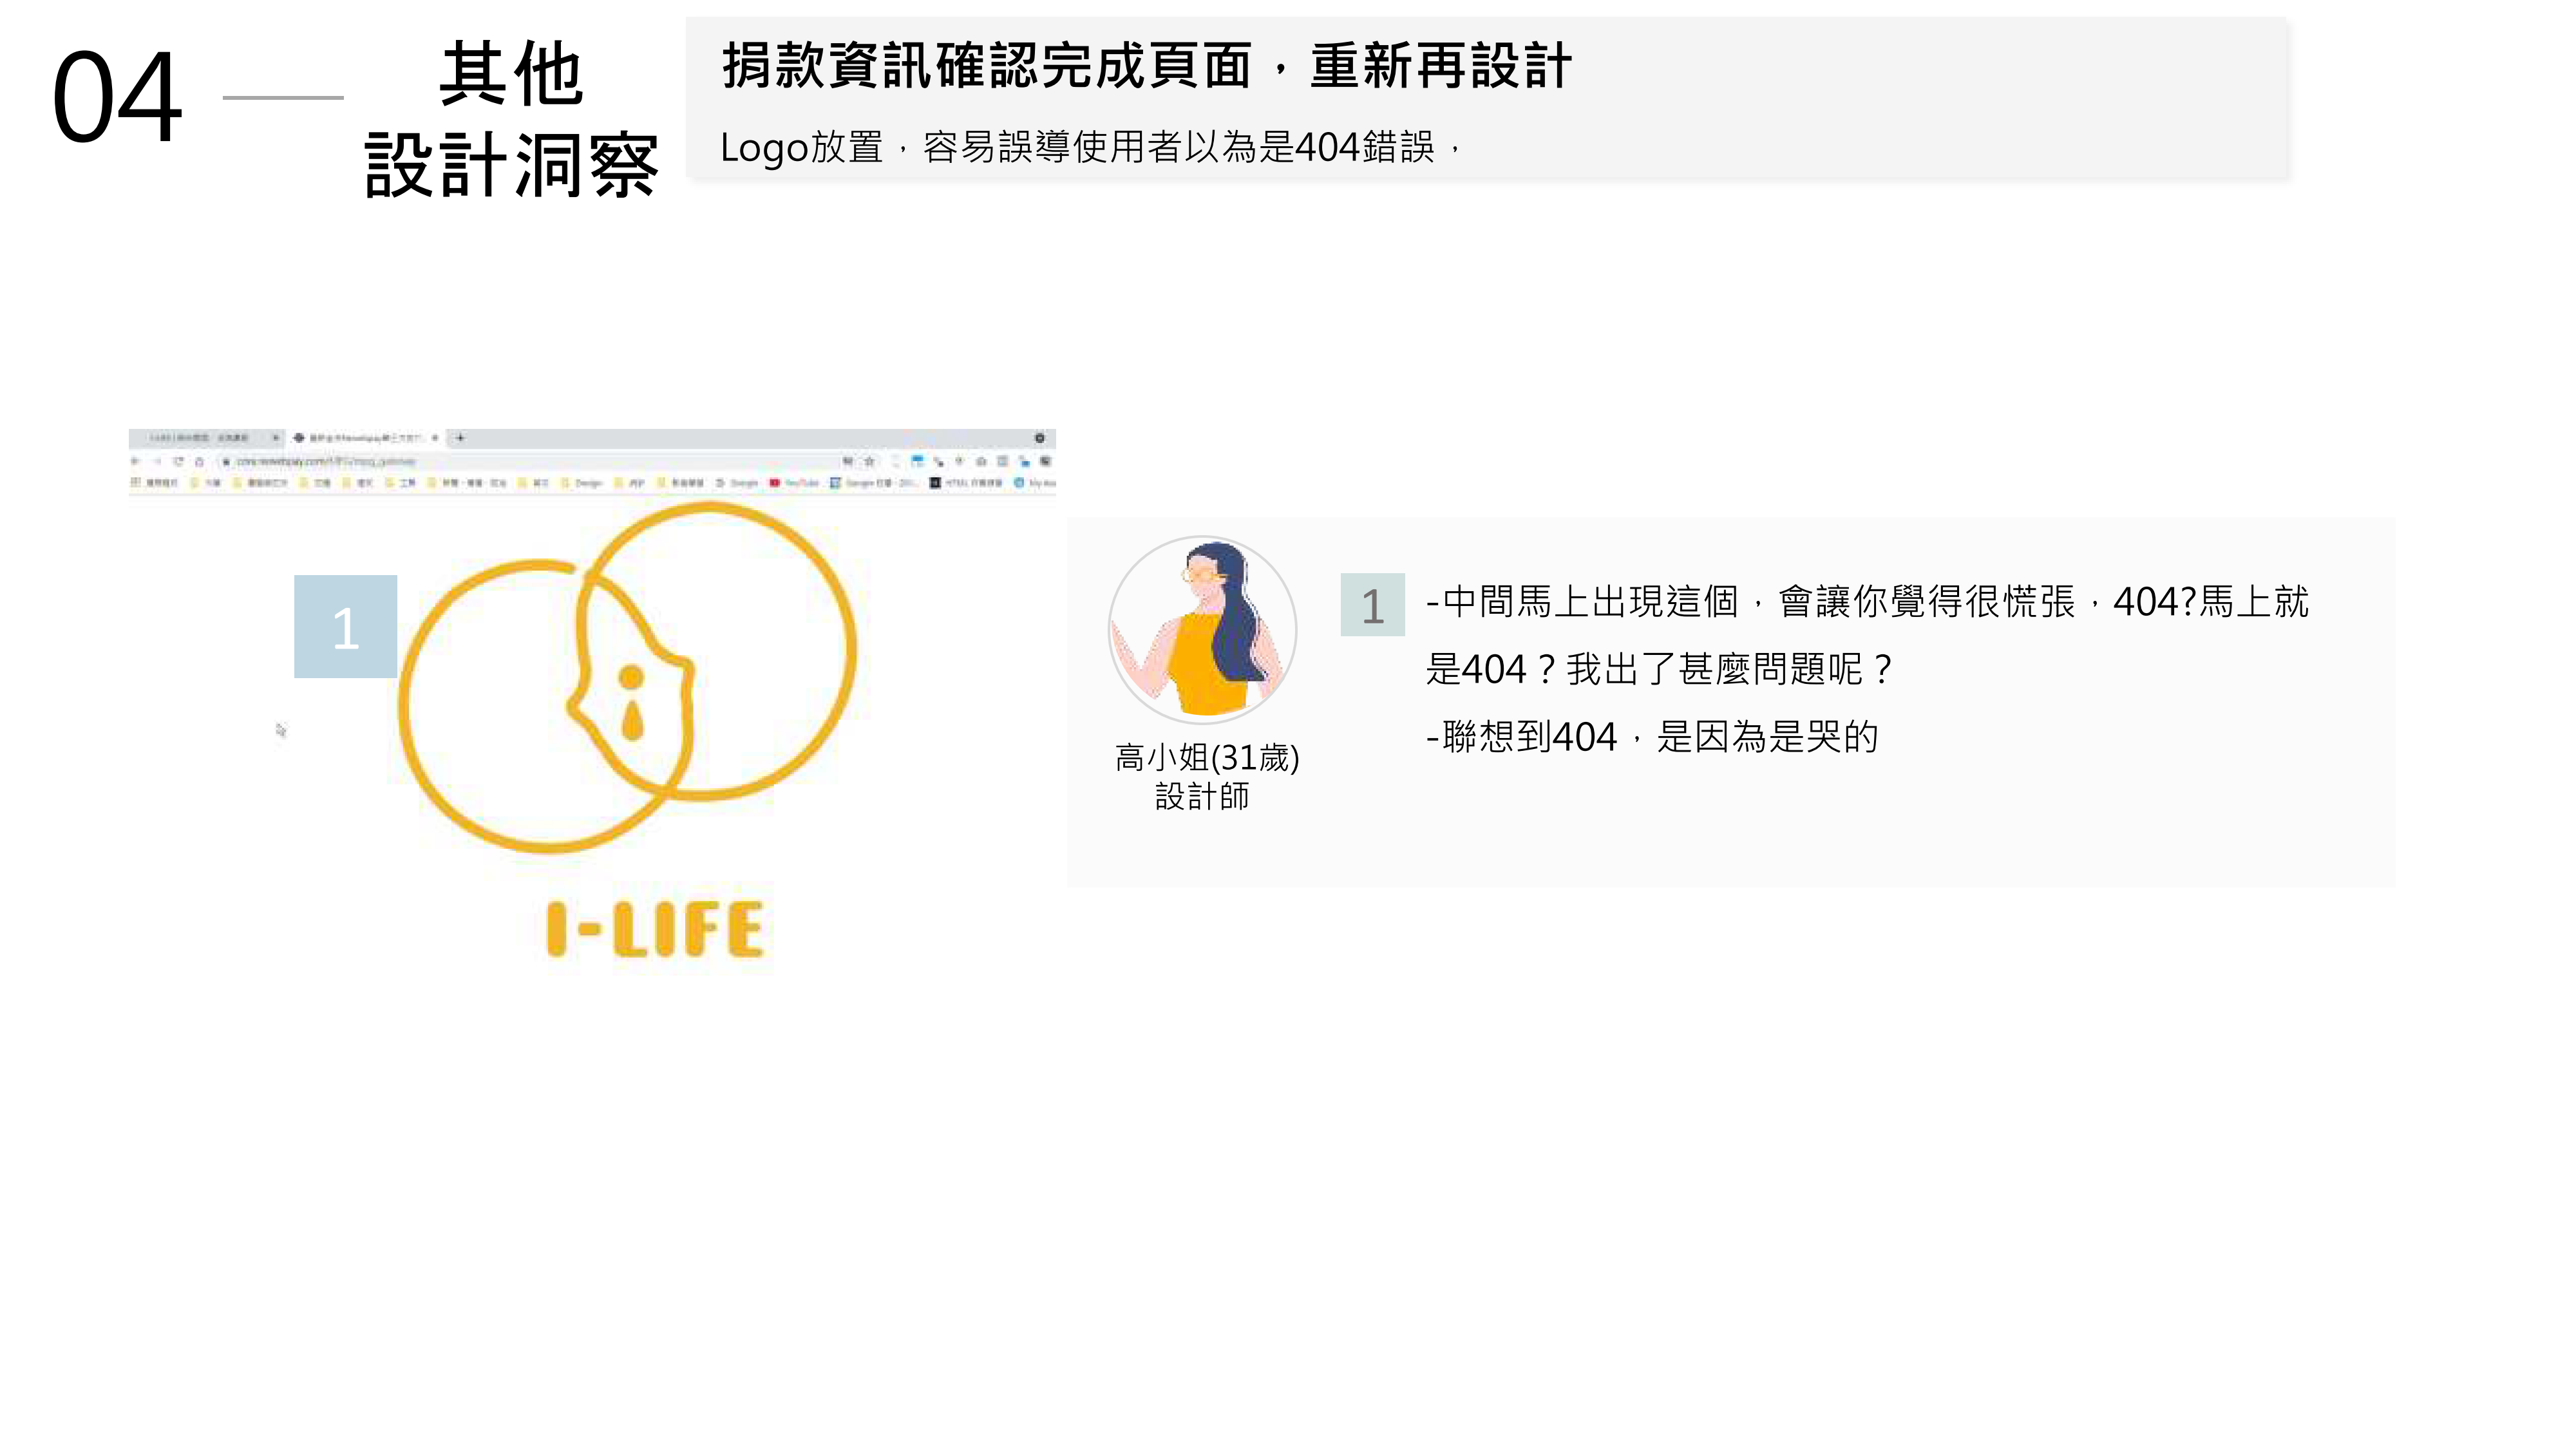 04
其他
設計洞察
捐款資訊確認完成頁面，重新再設計
Logo放置，容易誤導使用者以為是404錯誤，
Design
Google
YouTube
1
I-LIFE
高小姐(31歲)
設計師
1
-中間馬上出現這個，會讓你覺得很慌張，404?馬上就
是404？我出了甚麼問題呢？
-聯想到404，是因為是哭的